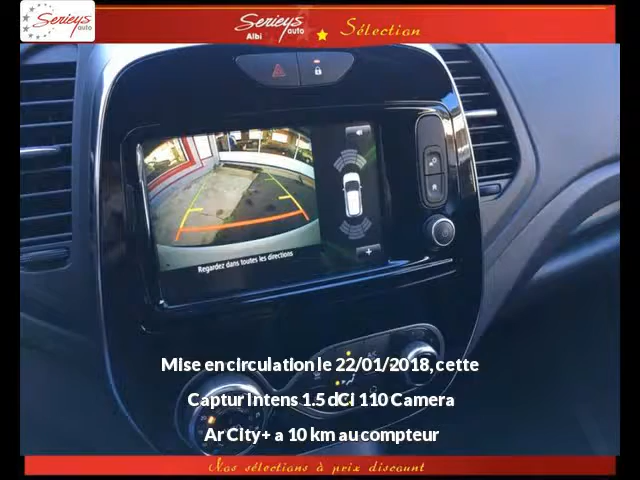 Serieys
auto
Serieys
Albi auto
Sélection
Regardez dans toutes les directions
Mise en circulation le 22/01/2018, cette
Captur Intens 1.5 dCi 110 Camera
Ar City+ a 10 km au compteur
Nos sélections à prix discount